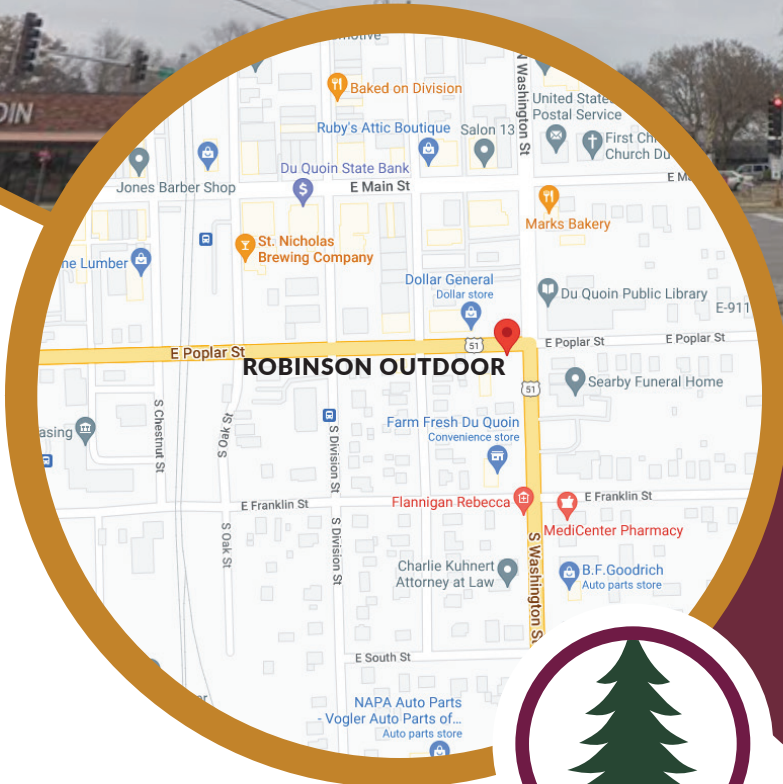 DIN
Baked on Division
N Washington St
United State
Postal Service
Ruby's Attic Boutique
Salon 13
First Ch
Church Du
Jones Barber Shop
Du Quoin State Bank
E Main St
Marks Bakery
St. Nicholas
Brewing Company
ne Lumber
Dollar General
Dollar store
Du Quoin Public Library
E-911
51
E Poplar St
E Poplar St
E Poplar St
ROBINSON OUTDOOR
51
Searby Funeral Home
asing
S Chestnut St
S Oak St
S Division St
Farm Fresh Du Quoin
Convenience store
E Franklin St
Flannigan Rebecca
E Franklin St
MediCenter Pharmacy
S Oak St
S Division St
S Washington S
Charlie Kuhnert
Attorney at Law
B.F.Goodrich
Auto parts store
E South St
NAPA Auto Parts
- Vogler Auto Parts of...
Auto parts store